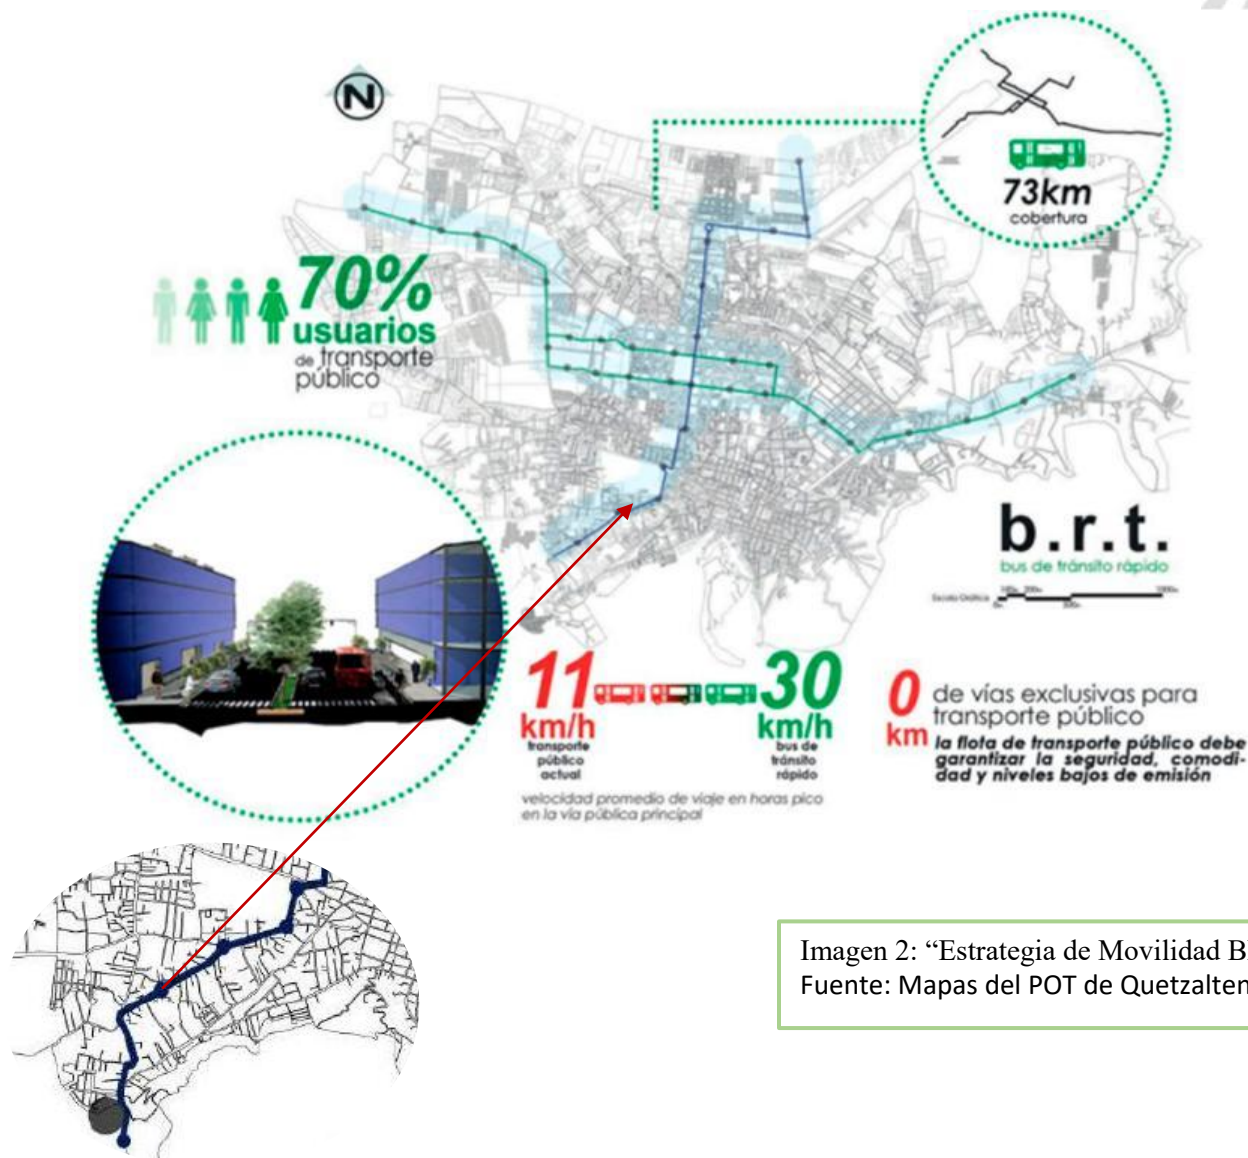 N
73km
cobertura
70%
usuarios
de transporte
público
b.r.t.
bus de tránsito rápido
Escala Gráfica
11
km/h
transporte
público
actual
30
km/h
bus de
tránsito
rápido
velocidad promedio de viaje en horas pico
en la vía pública principal
0
km
de vías exclusivas para
transporte público
la flota de transporte público debe
garantizar la seguridad, comodi-
dad y niveles bajos de emisión
Imagen 2: “Estrategia de Movilidad
Fuente: Mapas del POT de Quetzalten